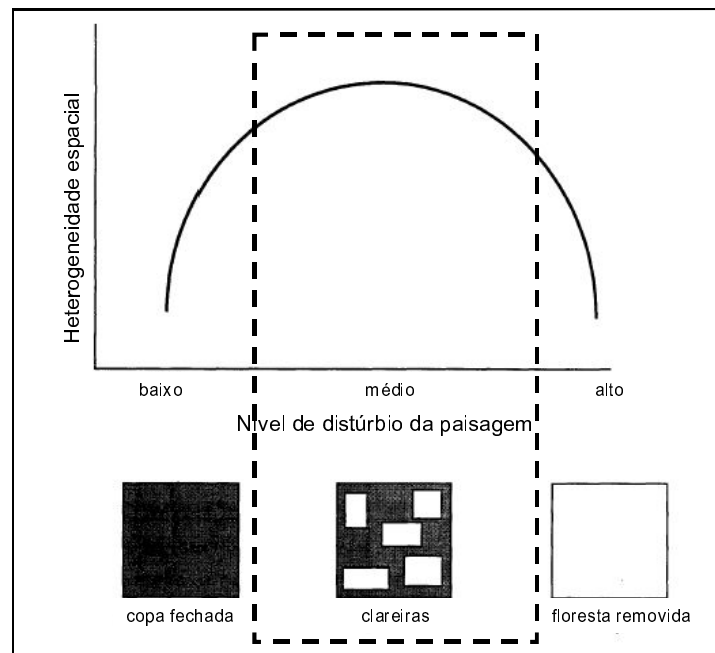 Heterogeneidade espacial
baixo médio alto
Nível de distúrbio da paisagem
copa fechada clareiras floresta removida